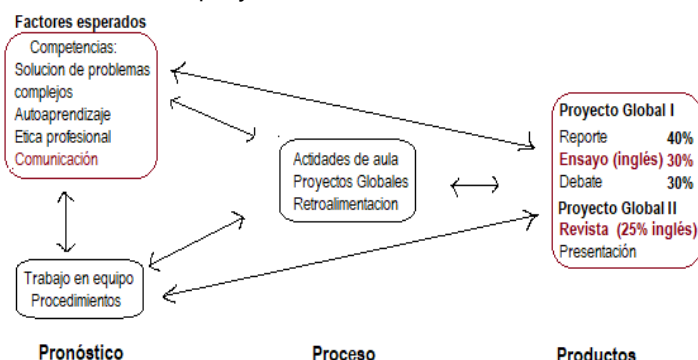 Factores esperados
Competencias:
Solucion de problemas
complejos
Autoaprendizaje
Etica profesional
Comunicación
Trabajo en equipo
Procedimientos
Pronóstico
Actidades de aula
Proyectos Globales
Retroalimentacion
Proceso
Proyecto Global I
Reporte 40%
Ensayo (inglés) 30%
Debate 30%
Proyecto Global II
Revista (25% inglés)
Presentación
Productos